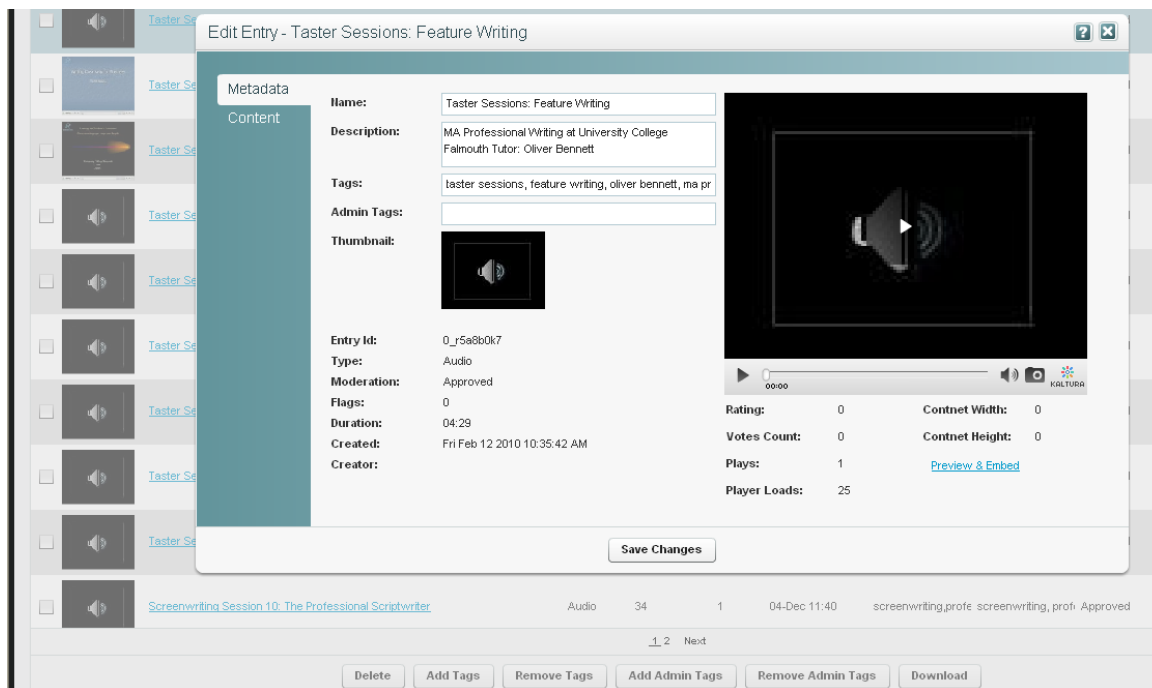 Taster Se
Edit Entry - Taster Sessions: Feature Writing
?
Taster Se
Taster Se
Taster Se
Taster Se
Taster Se
Taster Se
Taster Se
Taster Se
Metadata
Content
Name: Taster Sessions: Feature Writing
Description: MA Professional Writing at University College
Falmouth Tutor: Oliver Bennett
Tags: taster sessions, feature writing, oliver bennett, ma pr
Admin Tags:
Thumbnail:
Entry Id: 0_r5a8b0k7
Type: Audio
Moderation: Approved
Flags: 0
Duration: 04:29
Created: Fri Feb 12 2010 10:35:42 AM
Creator:
00:00
KALTURA
Rating: 0 Contnet Width: 0
Votes Count: 0 Contnet Height: 0
Plays: 1 Preview & Embed
Player Loads: 25
Save Changes
Screenwriting Session 10: The Professional Scriptwriter Audio 34 1 04-Dec 11:40 screenwriting,profe screenwriting, prof Approved
1 2 Next
Delete Add Tags Remove Tags Add Admin Tags Remove Admin Tags Download